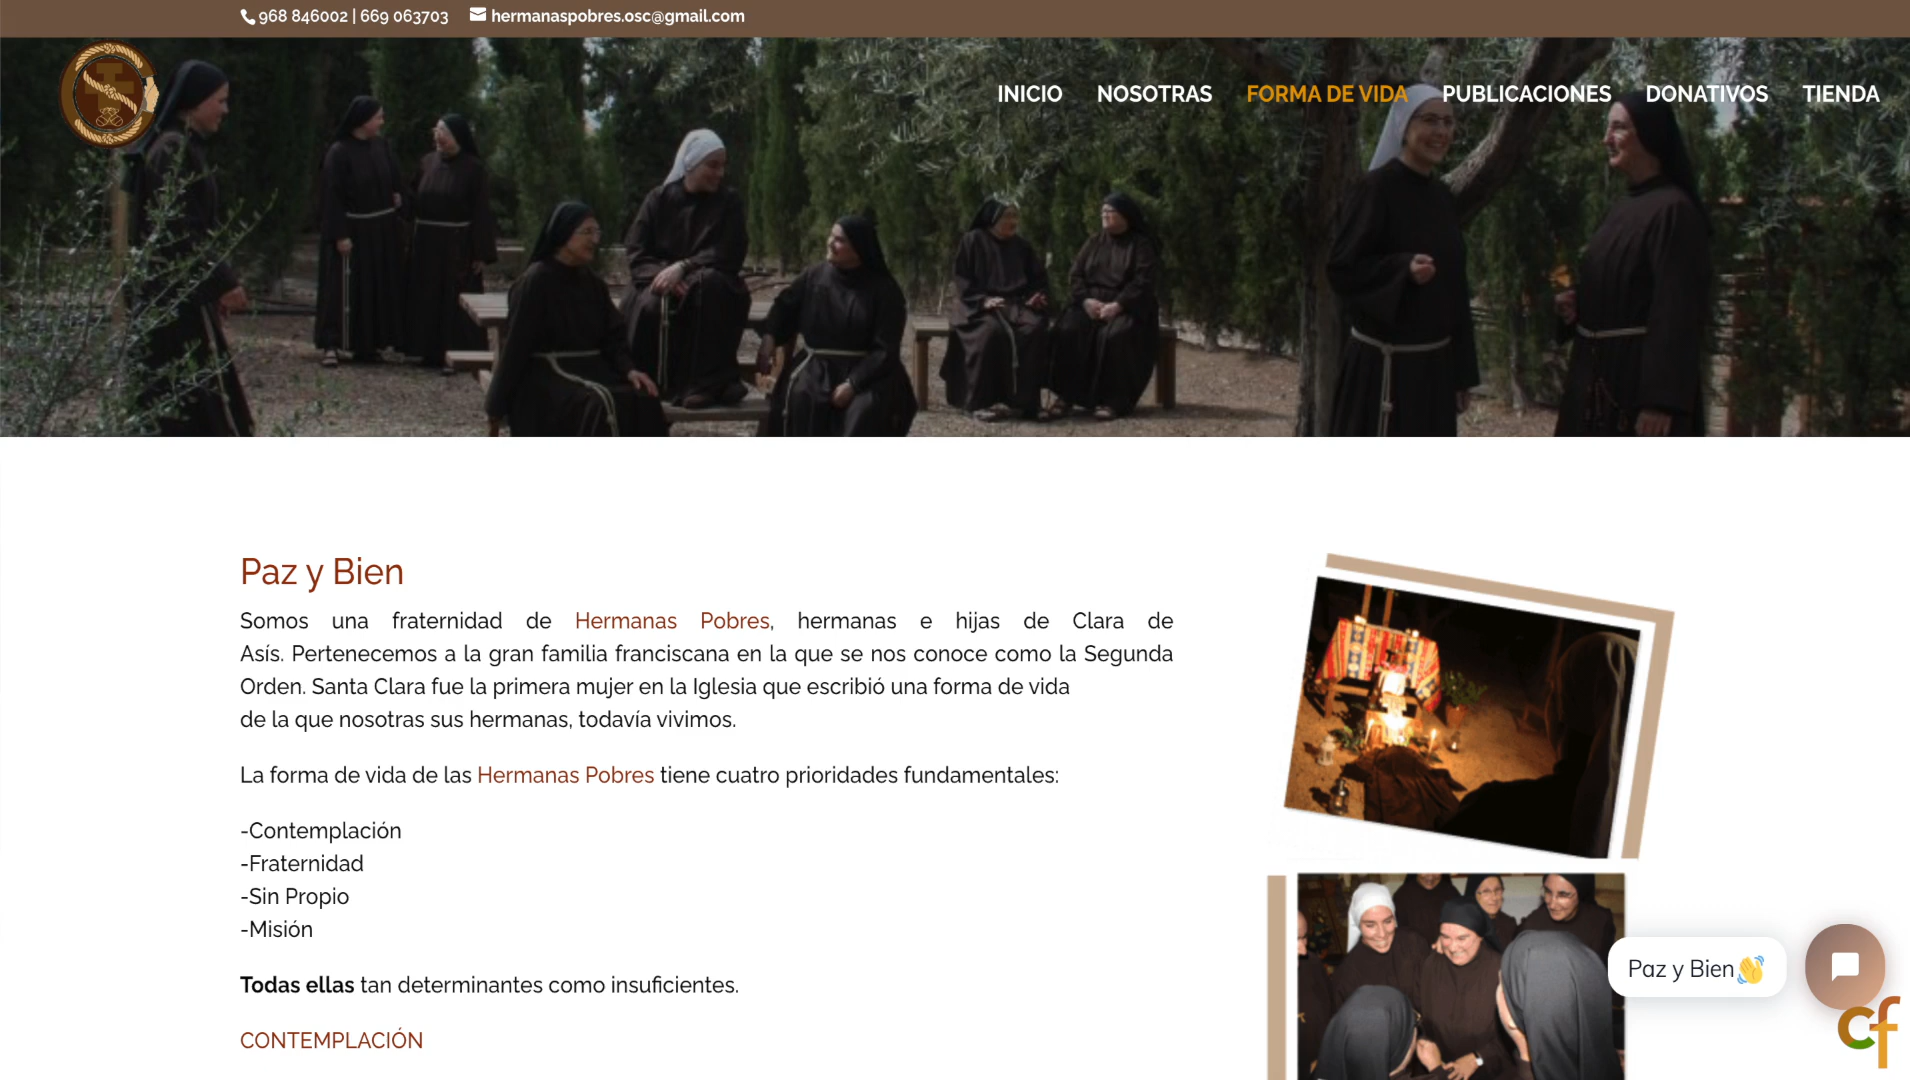 968 846002 | 669 063703 hermanaspobres.osc@gmail.com
INICIO NOSOTRAS FORMA DE VIDA PUBLICACIONES DONATIVOS TIENDA
Paz y Bien
Somos una fraternidad de Hermanas Pobres, hermanas e hijas de Clara de
Asís. Pertenecemos a la gran familia franciscana en la que se nos conoce como la Segunda
Orden. Santa Clara fue la primera mujer en la Iglesia que escribió una forma de vida
de la que nosotras sus hermanas, todavía vivimos.
La forma de vida de las Hermanas Pobres tiene cuatro prioridades fundamentales:
-Contemplación
-Fraternidad
-Sin Propio
-Misión
Todas ellas tan determinantes como insuficientes.
CONTEMPLACIÓN
Paz y Bien👋
cf